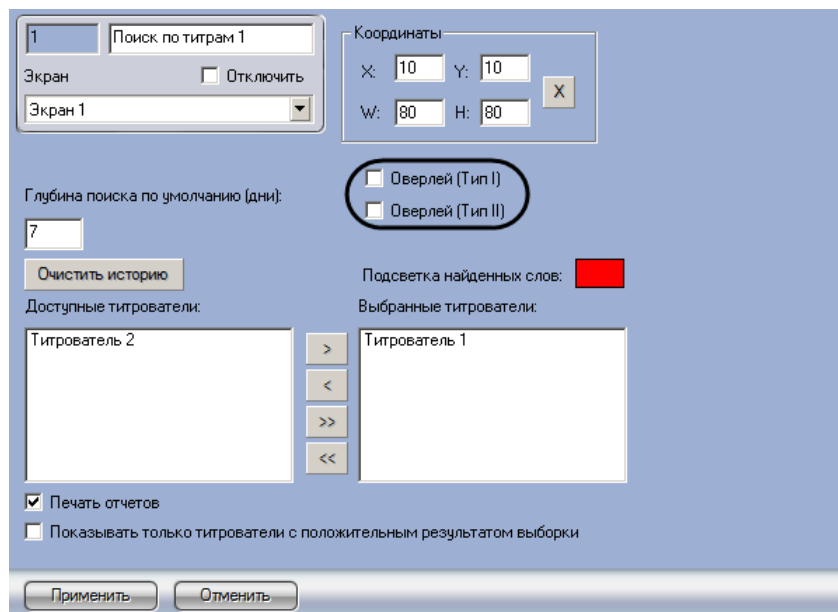 1 Поиск по титрам 1
Экран Отключить
Экран 1
Координаты
X: 10 Y: 10
X
W: 80 H: 80
Оверлей (Тип I)
Оверлей (Тип II)
Глубина поиска по умолчанию (дни):
7
Очистить историю
Подсветка найденных слов:
Доступные титрователи:
Титрователь 2
>
<
>>
<<
Выбранные титрователи:
Титрователь 1
Печать отчетов
Показывать только титрователи с положительным результатом выборки
Применить Отменить